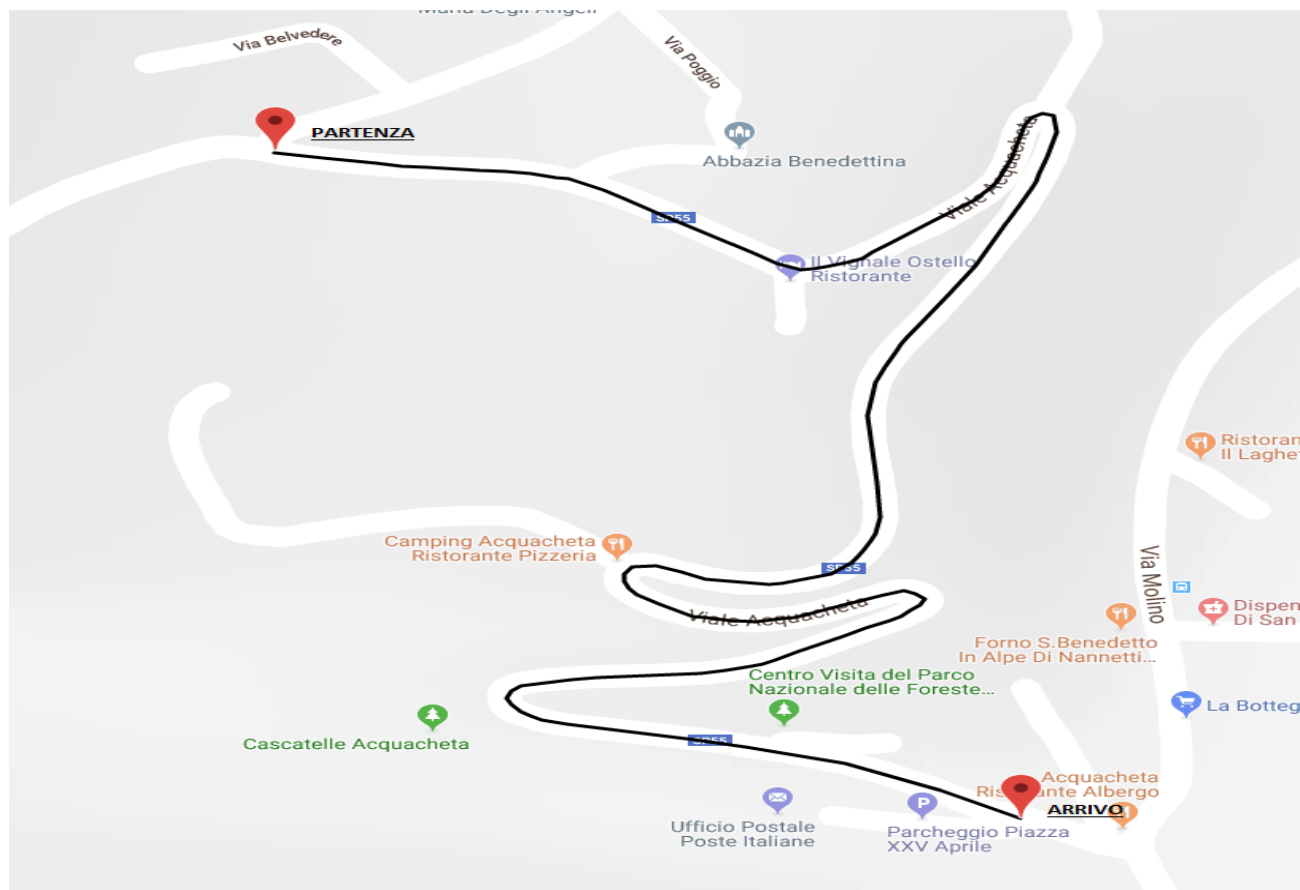 Maria Degli Angeli
Via Belvedere
Via Poggio
PARTENZA
Viale Acquacheta
Abbazia Benedettina
SP55
Il Vignale Ostello
Ristorante
Ristoran
Il Laghet
Camping Acquacheta
Ristorante Pizzeria
SP55
Via Molino
Viale Acquacheta
Dispen
Di San
Forno S.Benedetto
In Alpe Di Nannetti...
Centro Visita del Parco
Nazionale delle Foreste...
La Botteg
Cascatelle Acquacheta
SP55
Acquacheta
Ristorante Albergo
P
ARRIVO
Ufficio Postale
Poste Italiane
Parcheggio Piazza
XXV Aprile